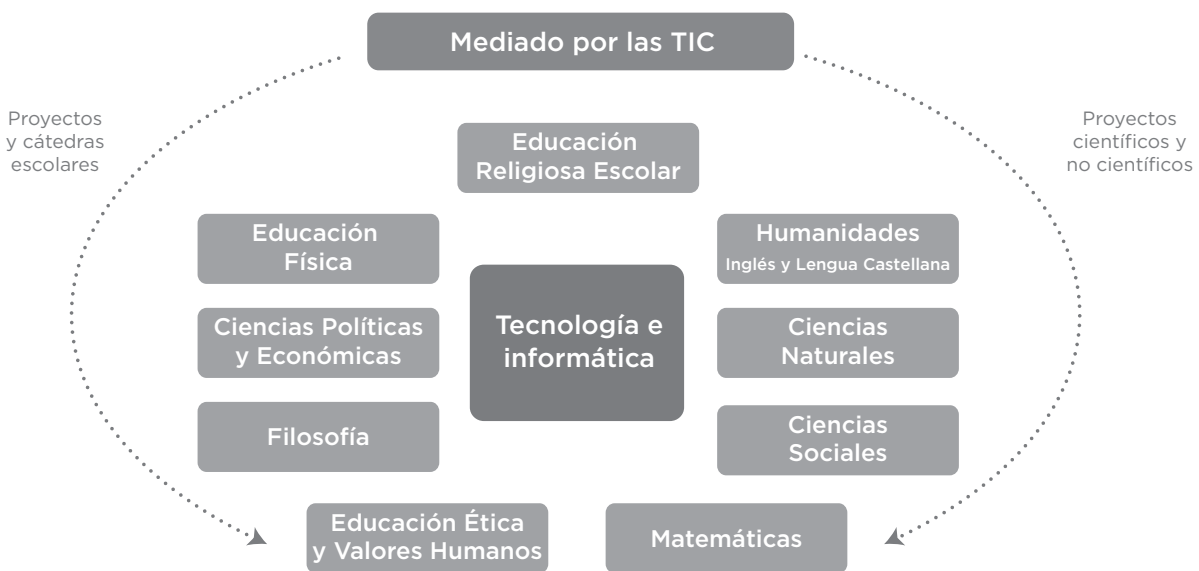 Mediado por las TIC
Proyectos
y cátedras
escolares
Proyectos
científicos y
no científicos
Educación
Religiosa Escolar
Educación
Física
Humanidades
Inglés y Lengua Castellana
Ciencias Políticas
y Económicas
Tecnología e
informática
Ciencias
Naturales
Filosofía
Ciencias
Sociales
Educación Ética
y Valores Humanos
Matemáticas